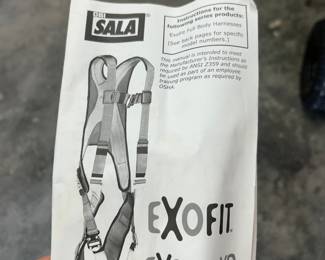 DBI
SALA
Instructions for the
following series products:
Exofit Full Body Harnesses
(See back pages for specific
model numbers.)
This manual is intended to meet
the Manufacturer's Instructions as
required by ANSI Z359 and should
be used as part of an employee
training program as required by
OSHA.
EXOFIT